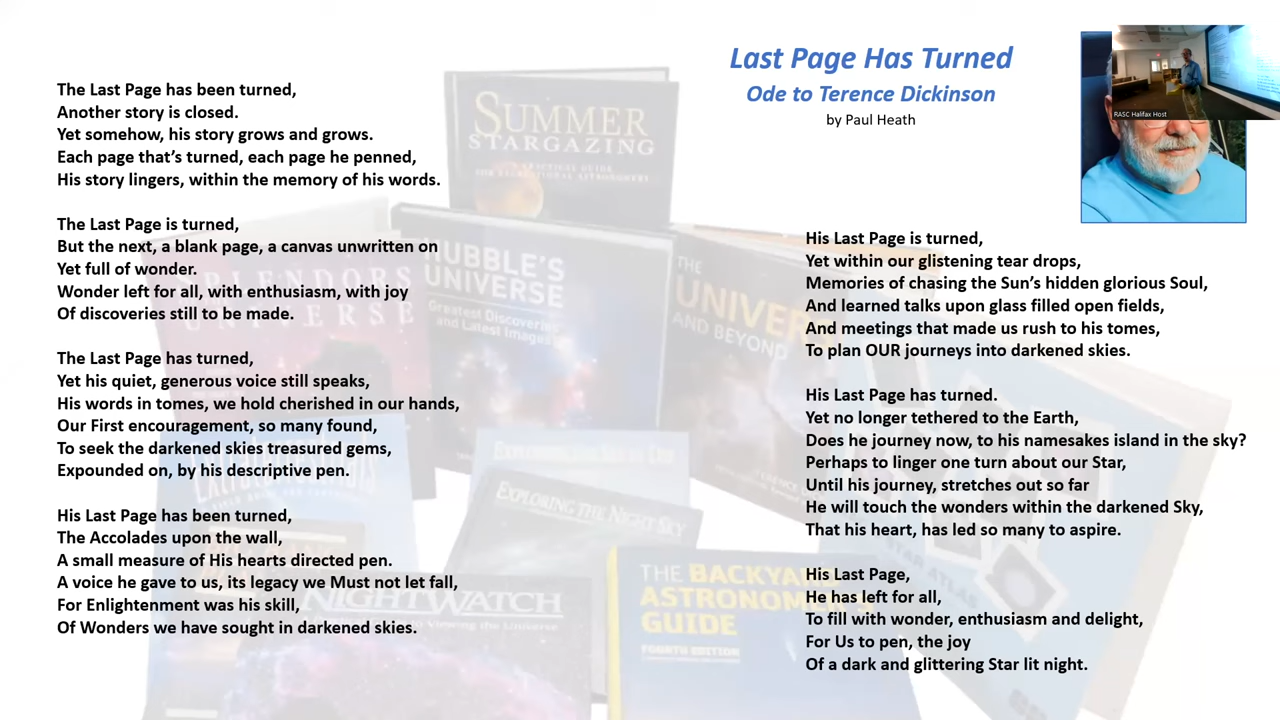 Last Page Has Turned
Ode to Terence Dickinson
by Paul Heath
RASC Halifax Host
The Last Page has been turned,
Another story is closed.
Yet somehow, his story grows and grows.
Each page that’s turned, each page he penned,
His story lingers, within the memory of his words.
The Last Page is turned,
But the next, a blank page, a canvas unwritten on
Yet full of wonder.
Wonder left for all, with enthusiasm, with joy
Of discoveries still to be made.
The Last Page has turned,
Yet his quiet, generous voice still speaks,
His words in tomes, we hold cherished in our hands,
Our First encouragement, so many found,
To seek the darkened skies treasured gems,
Expounded on, by his descriptive pen.
His Last Page has been turned,
The Accolades upon the wall,
A small measure of His hearts directed pen.
A voice he gave to us, its legacy we Must not let fall,
For Enlightenment was his skill,
Of Wonders we have sought in darkened skies.
His Last Page is turned,
Yet within our glistening tear drops,
Memories of chasing the Sun’s hidden glorious Soul,
And learned talks upon glass filled open fields,
And meetings that made us rush to his tomes,
To plan OUR journeys into darkened skies.
His Last Page has turned.
Yet no longer tethered to the Earth,
Does he journey now, to his namesakes island in the sky?
Perhaps to linger one turn about our Star,
Until his journey, stretches out so far
He will touch the wonders within the darkened Sky,
That his heart, has led so many to aspire.
His Last Page,
He has left for all,
To fill with wonder, enthusiasm and delight,
For Us to pen, the joy
Of a dark and glittering Star lit night.
SUMMER
STARGAZING
A PRACTICAL GUIDE
FOR RECREATIONAL ASTRONOMERS
SPLENDORS
UNIVERSE
HUBBLE'S
UNIVERSE
Greatest Discoveries
and Latest Images
THE
UNIVERSE
AND BEYOND
EXPLORING THE NIGHT SKY
NIGHTWATCH
Viewing the Universe
THE BACKYARD
ASTRONOMER'S
GUIDE
FOURTH EDITION
STAR ATLAS